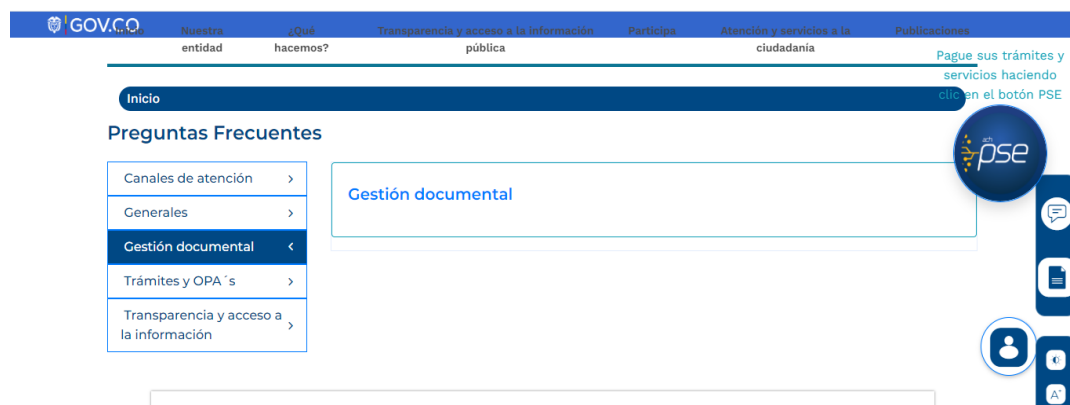 GOV.CO
Inicio Nuestra ¿Qué Transparencia y acceso a la información Participa Atención y servicios a la Publicaciones
entidad hacemos? pública ciudadanía
Pague sus trámites y
servicios haciendo
clic en el botón PSE
Inicio
Preguntas Frecuentes
ach
pse
Canales de atención
Generales
Gestión documental
Trámites y OPA´s
Transparencia y acceso a
la información
Gestión documental
A+